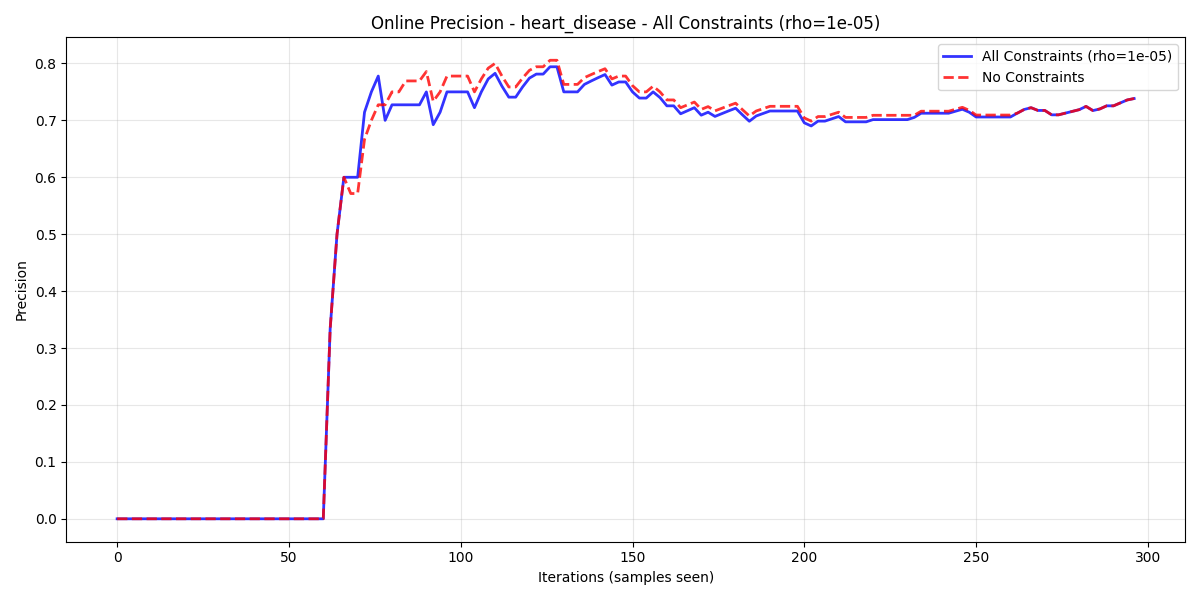 Online Precision - heart_disease - All Constraints (rho=1e-05)
All Constraints (rho=1e-05)
No Constraints
Precision
0.8
0.7
0.6
0.5
0.4
0.3
0.2
0.1
0.0
0 50 100 150 200 250 300
Iterations (samples seen)